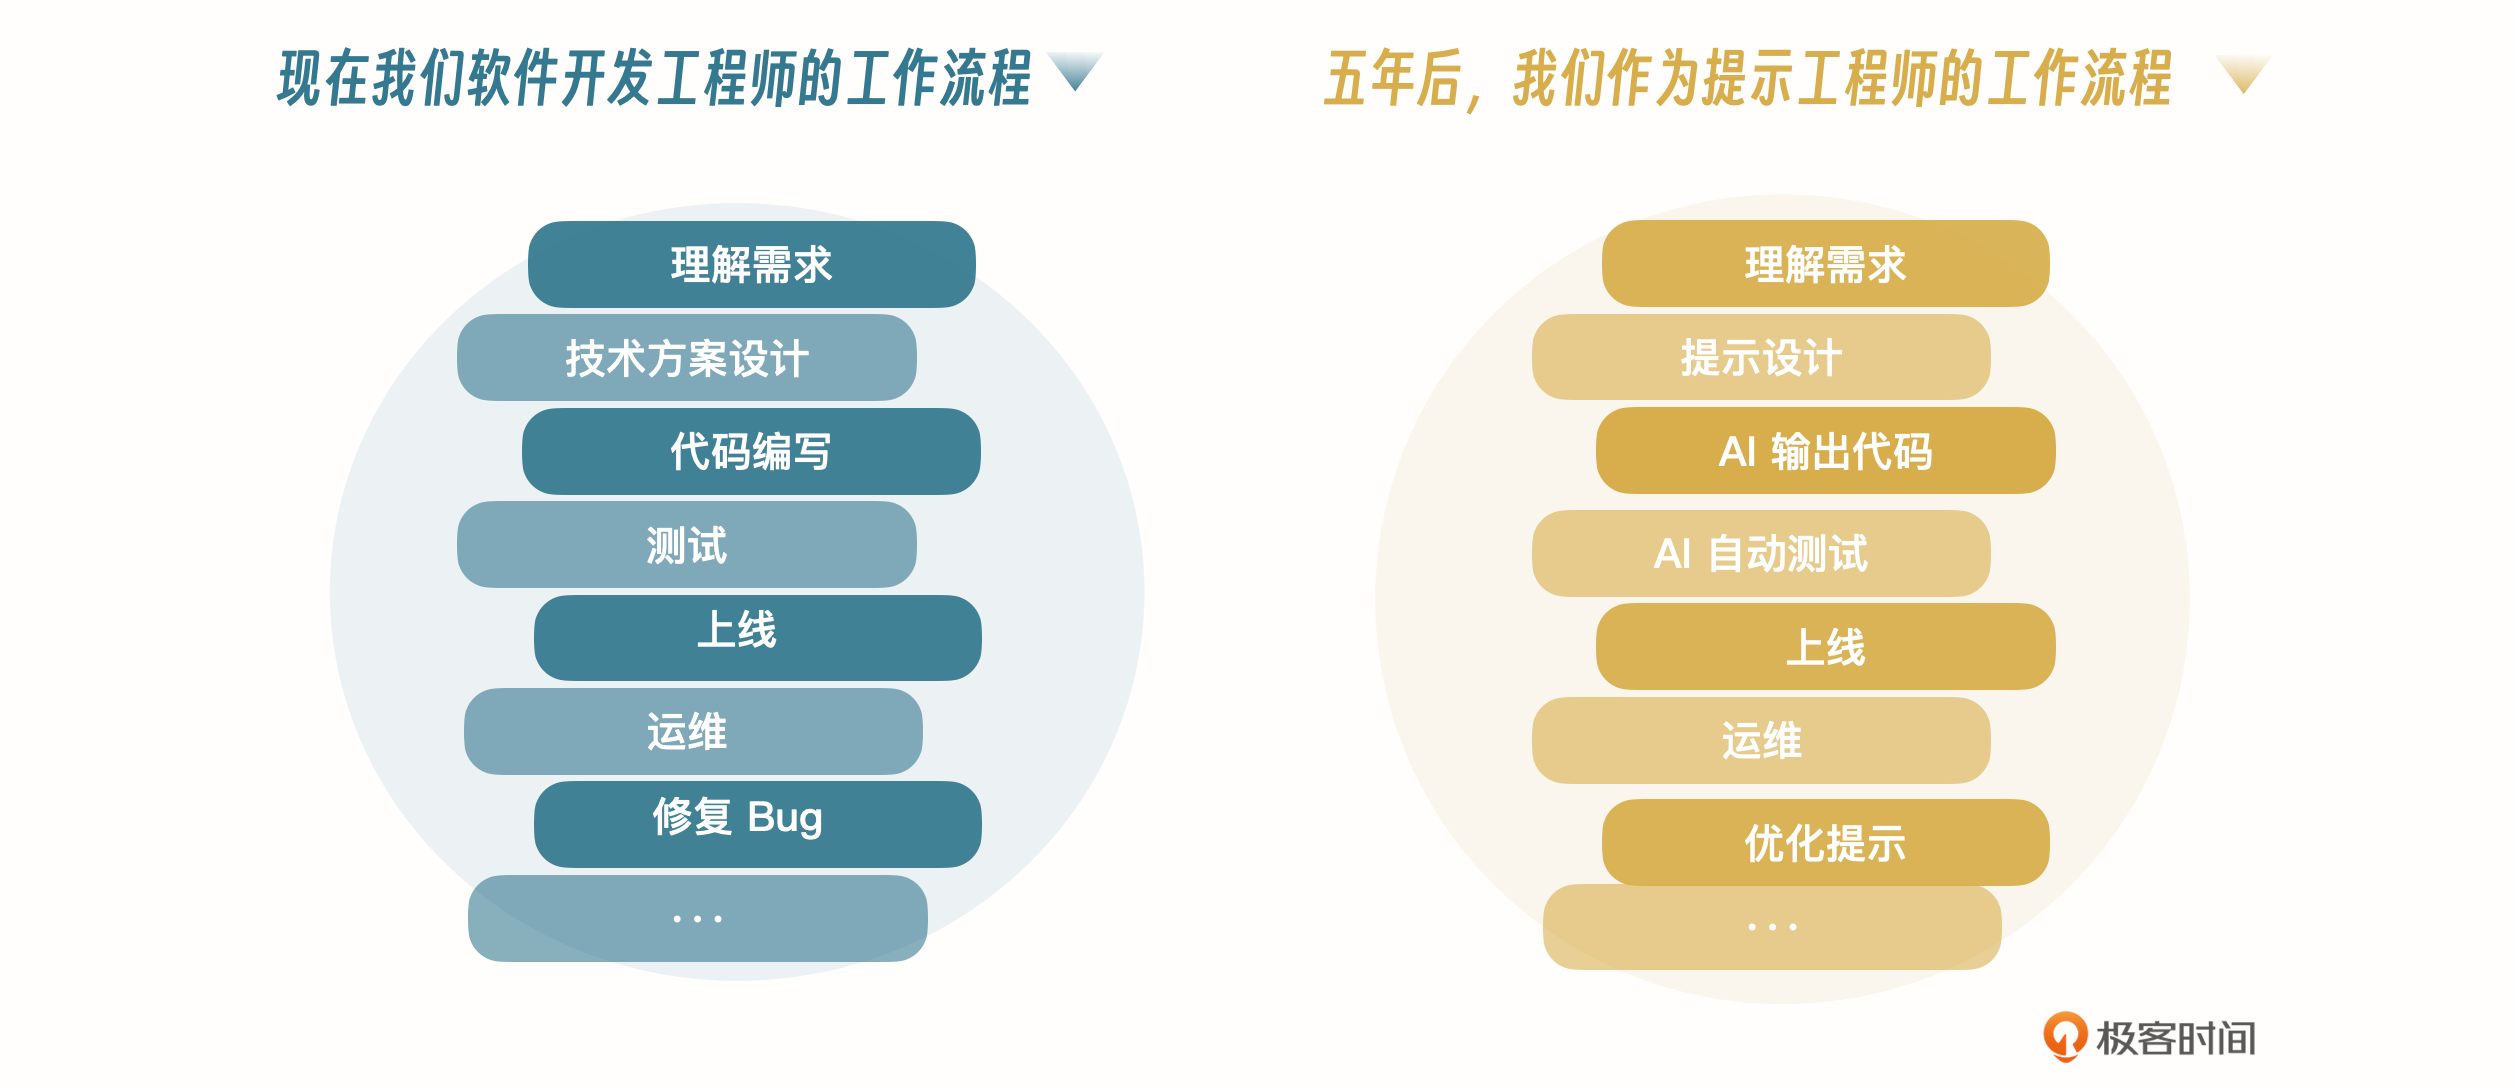 现在我们做软件开发工程师的工作流程
理解需求
技术方案设计
代码编写
测试
上线
运维
修复 Bug
...
五年后，我们作为提示工程师的工作流程
理解需求
提示设计
AI 输出代码
AI 自动测试
上线
运维
优化提示
...
极客时间